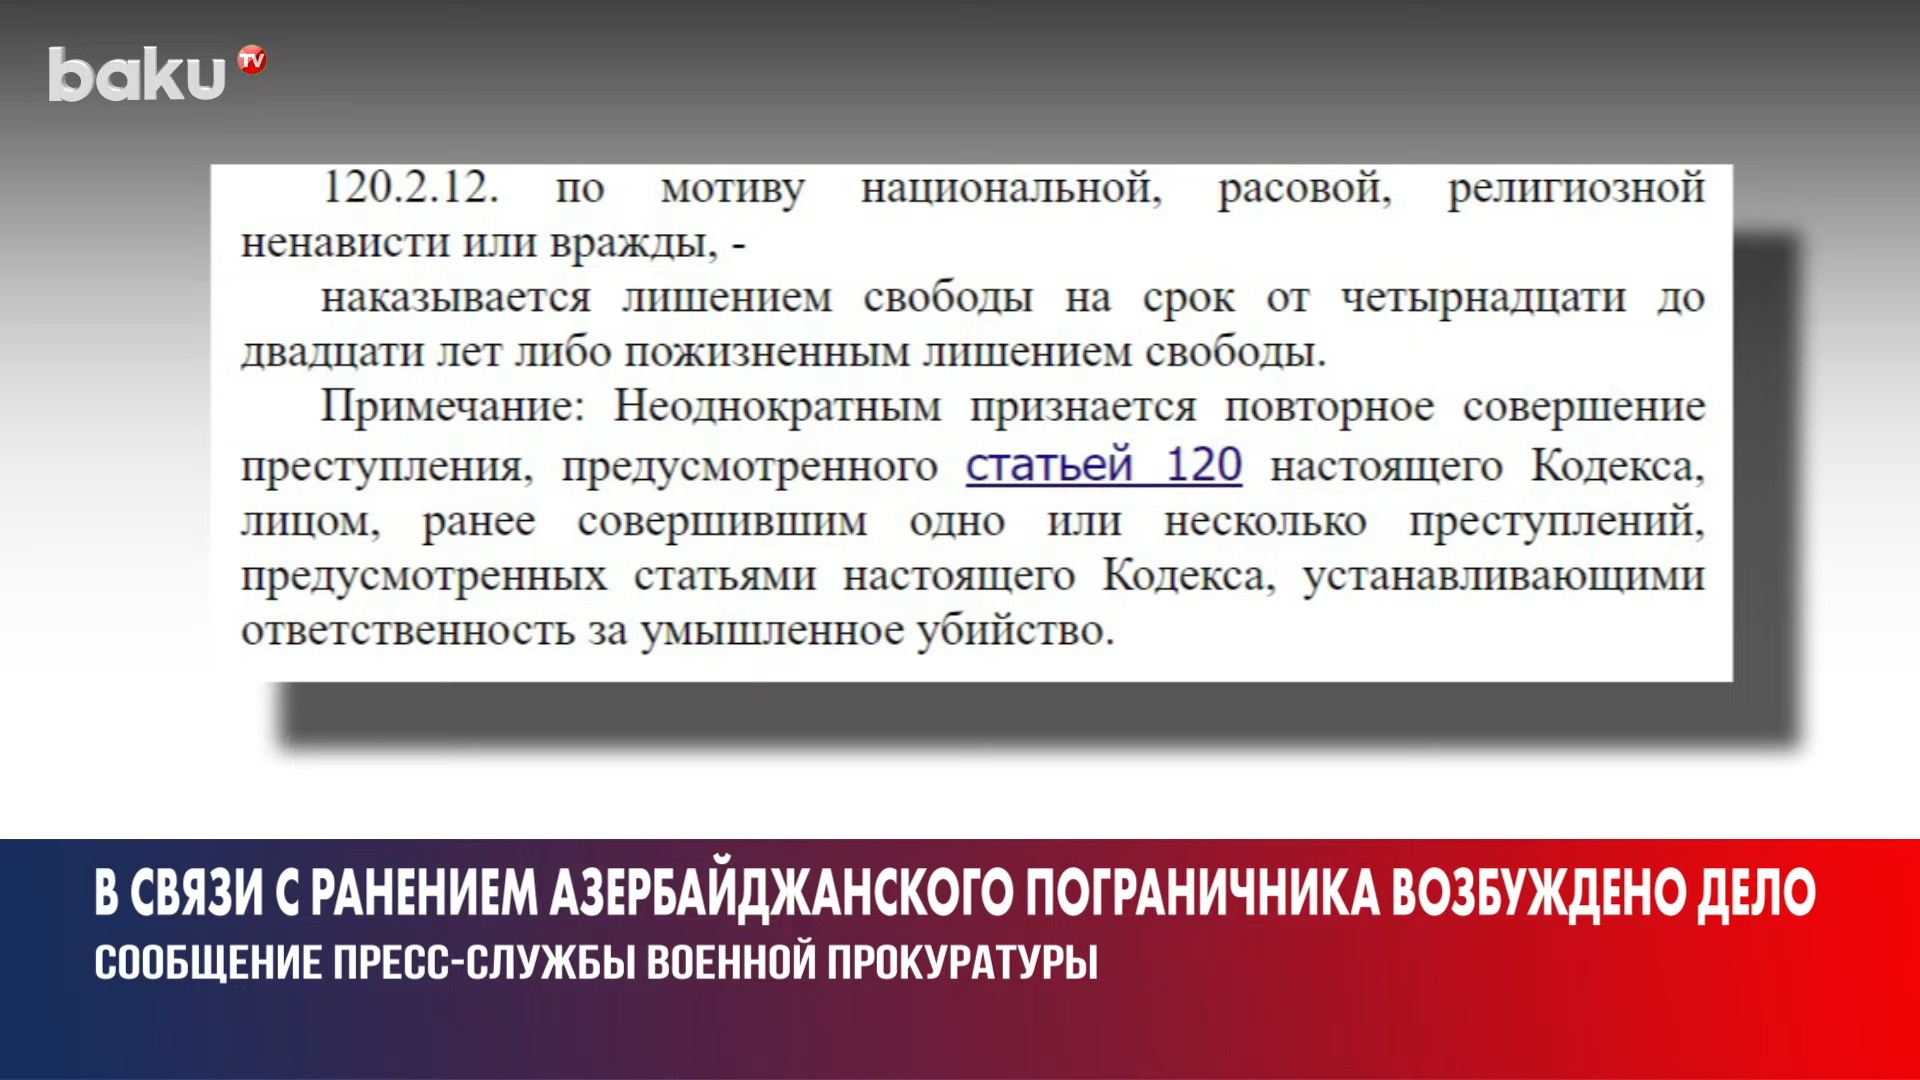 baku TV
120.2.12. по мотиву национальной, расовой, религиозной
ненависти или вражды, -
наказывается лишением свободы на срок от четырнадцати до
двадцати лет либо пожизненным лишением свободы.
Примечание: Неоднократным признается повторное совершение
преступления, предусмотренного статьей 120 настоящего Кодекса,
лицом, ранее совершившим одно или несколько преступлений,
предусмотренных статьями настоящего Кодекса, устанавливающими
ответственность за умышленное убийство.
В СВЯЗИ С РАНЕНИЕМ АЗЕРБАЙДЖАНСКОГО ПОГРАНИЧНИКА ВОЗБУЖДЕНО ДЕЛО
СООБЩЕНИЕ ПРЕСС-СЛУЖБЫ ВОЕННОЙ ПРОКУРАТУРЫ